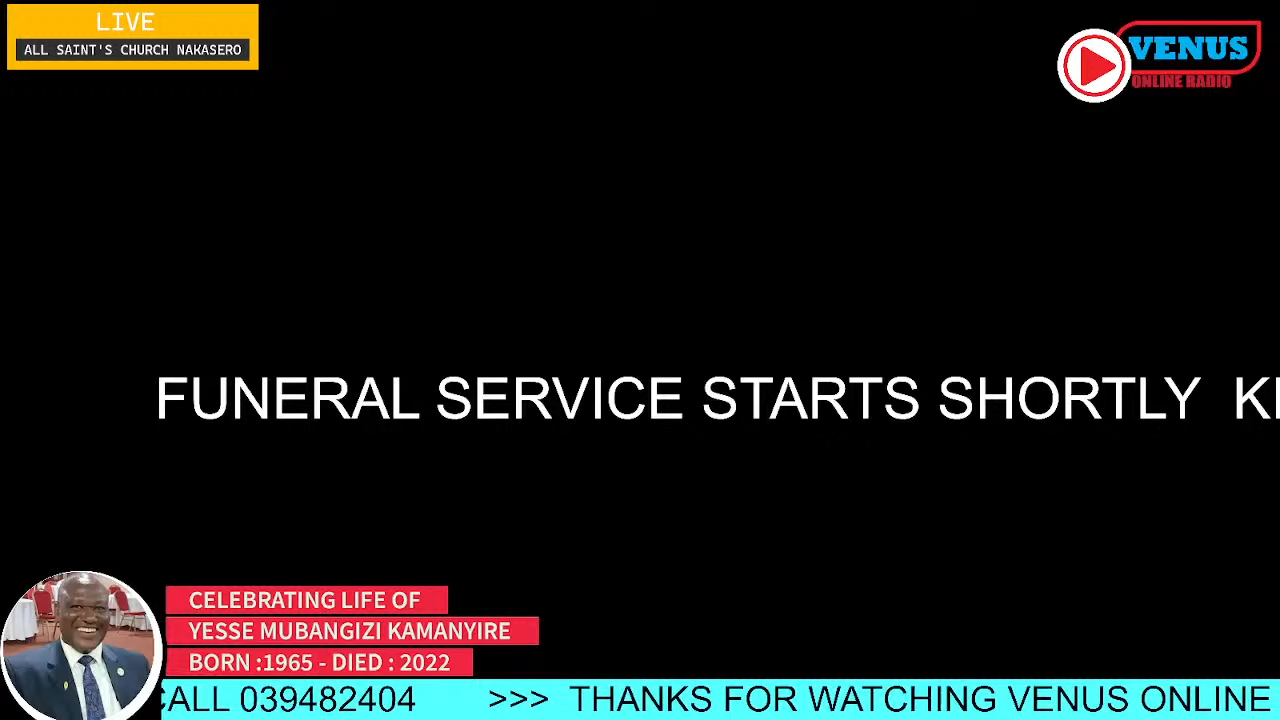 LIVE
ALL SAINT'S CHURCH NAKASERO
VENUS
ONLINE RADIO
FUNERAL SERVICE STARTS SHORTLY
CELEBRATING LIFE OF
YESSE MUBANGIZI KAMANYIRE
BORN :1965 - DIED : 2022
CALL 039482404 >>> THANKS FOR WATCHING VENUS ONLINE